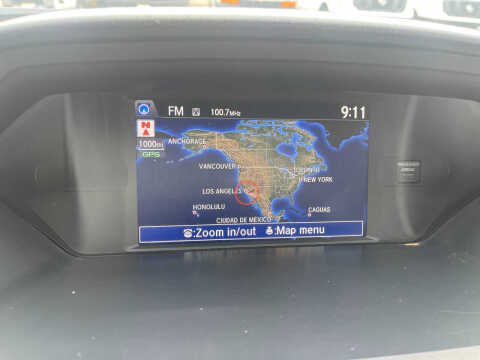 FM 100.7MHz 9:11
N
1000mi
GPS
ANCHORAGE
VANCOUVER
TORONTO
NEW YORK
LOS ANGELES
HONOLULU
CAGUAS
CIUDAD DE MEXICO
:Zoom in/out :Map menu